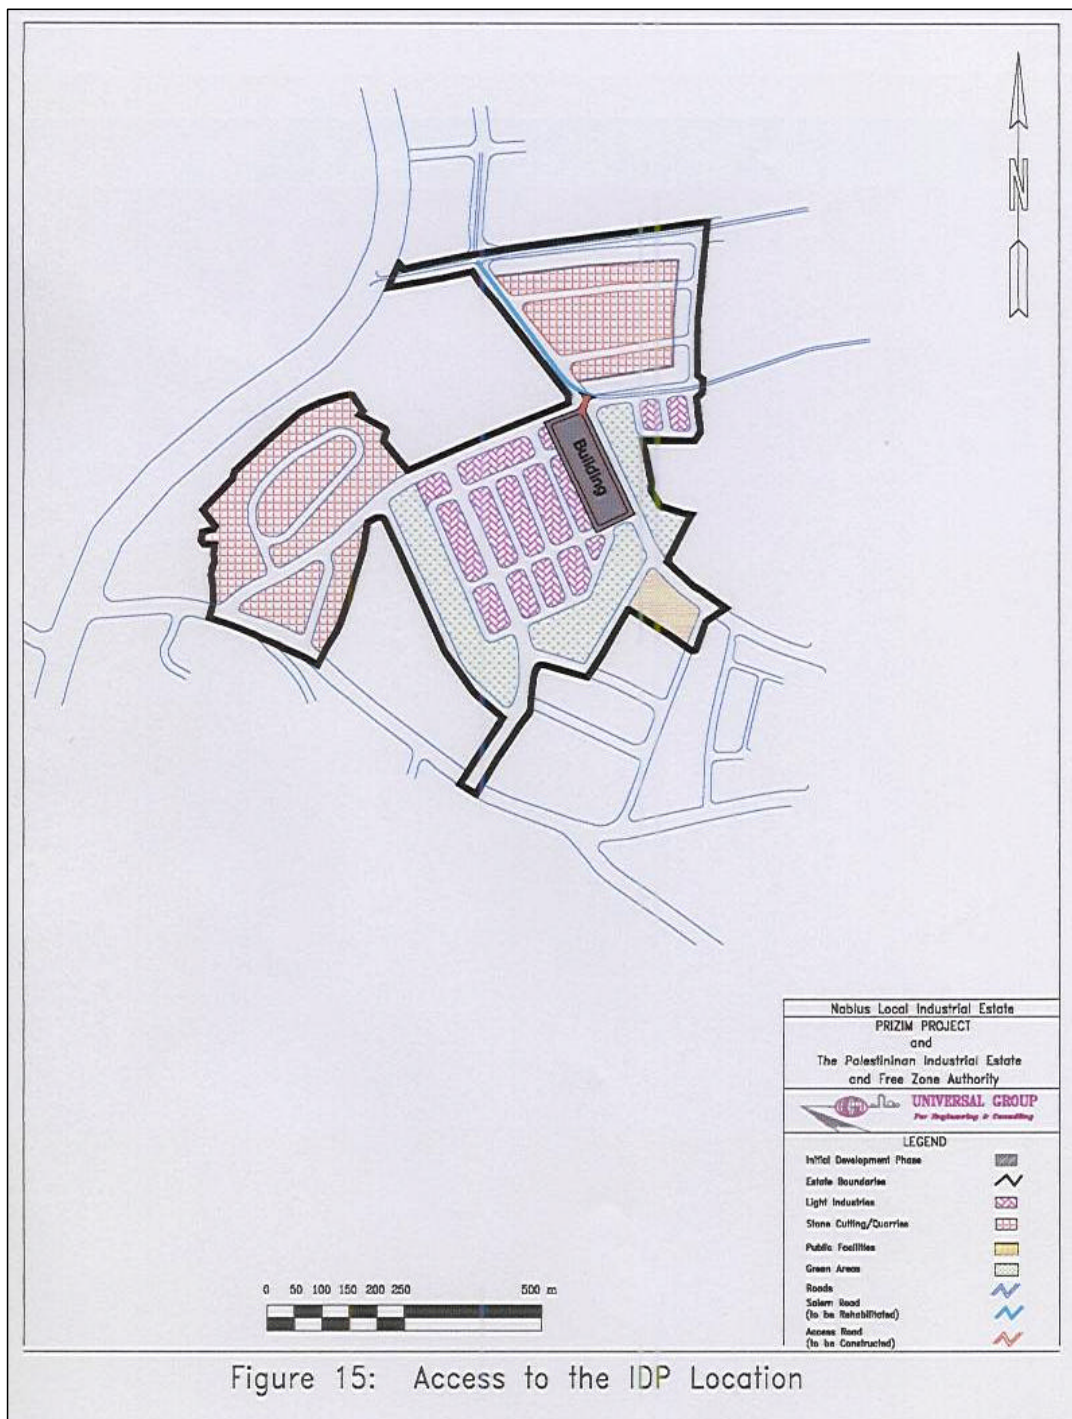 N
Building
Nablus Local Industrial Estate
PRIZIM PROJECT
and
The Palestininan Industrial Estate
and Free Zone Authority
UNIVERSAL GROUP
For Engineering & Consulting
LEGEND
Initial Development Phase
Estate Boundaries
Light Industries
Stone Cutting/Quarries
Public Facilities
Green Areas
Roads
Salem Road
(to be Rehabilitated)
Access Road
(to be Constructed)
0 50 100 150 200 250 500 m
Figure 15: Access to the IDP Location